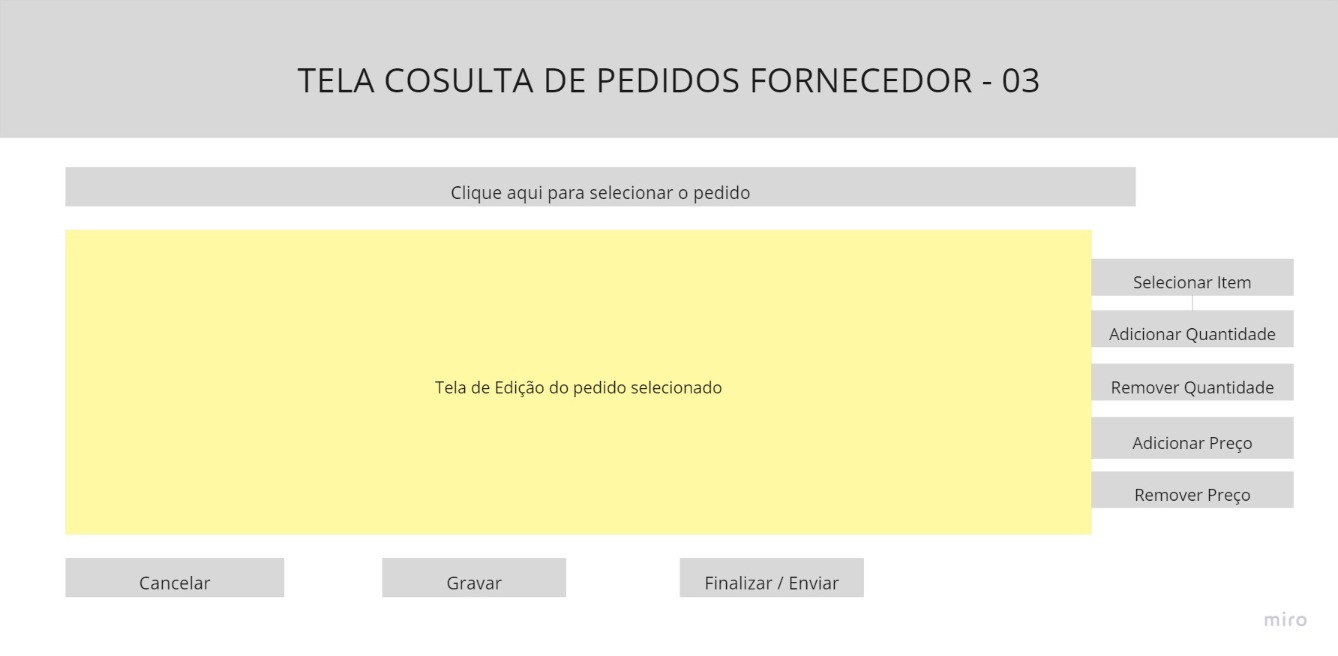 TELA COSULTA DE PEDIDOS FORNECEDOR - 03
Clique aqui para selecionar o pedido
Tela de Edição do pedido selecionado
Selecionar Item
Adicionar Quantidade
Remover Quantidade
Adicionar Preço
Remover Preço
Cancelar
Gravar
Finalizar / Enviar
miro